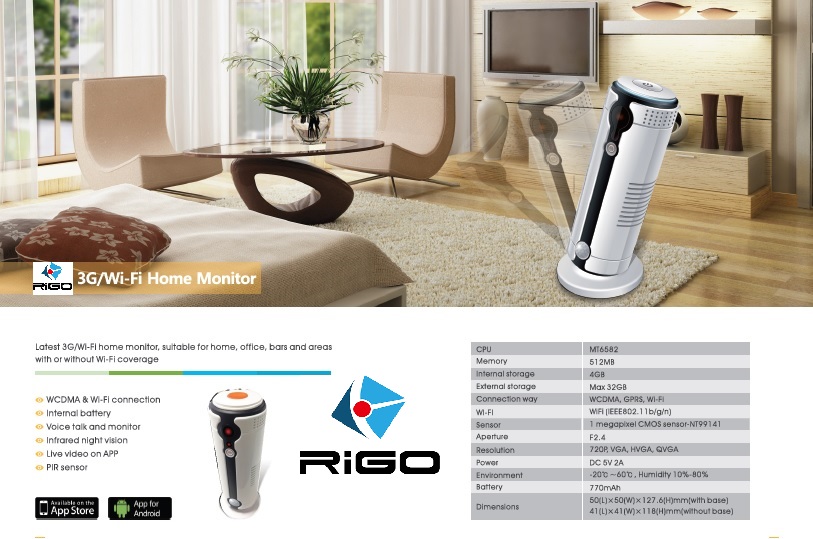 RiGO
3G/Wi-Fi Home Monitor
Latest 3G/Wi-Fi home monitor, suitable for home, office, bars and areas
with or without Wi-Fi coverage
WCDMA & Wi-Fi connection
Internal battery
Voice talk and monitor
Infrared night vision
Live video on APP
PIR sensor
Available on the
App Store
App for
Android
RiGO
CPU MT6582
Memory 512MB
Internal storage 4GB
External storage Max 32GB
Connection way WCDMA, GPRS, Wi-Fi
Wi-Fi WiFi (IEEE802.11b/g/n)
Sensor 1 megapixel CMOS sensor-NT99141
Aperture F2.4
Resolution 720P, VGA, HVGA, QVGA
Power DC 5V 2A
Environment -20℃~60℃, Humidity 10%-80%
Battery 770mAh
Dimensions 50(L)×50(W)×127.6(H)mm(with base)
41(L)×41(W)×118(H)mm(without base)